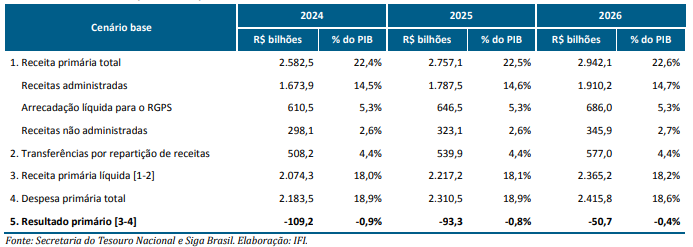 Cenário base 2024 2025 2026
R$ bilhões % do PIB R$ bilhões % do PIB R$ bilhões % do PIB
1. Receita primária total 2.582,5 22,4% 2.757,1 22,5% 2.942,1 22,6%
Receitas administradas 1.673,9 14,5% 1.787,5 14,6% 1.910,2 14,7%
Arrecadação líquida para o RGPS 610,5 5,3% 646,5 5,3% 686,0 5,3%
Receitas não administradas 298,1 2,6% 323,1 2,6% 345,9 2,7%
2. Transferências por repartição de receitas 508,2 4,4% 539,9 4,4% 577,0 4,4%
3. Receita primária líquida [1-2] 2.074,3 18,0% 2.217,2 18,1% 2.365,2 18,2%
4. Despesa primária total 2.183,5 18,9% 2.310,5 18,9% 2.415,8 18,6%
5. Resultado primário [3-4] -109,2 -0,9% -93,3 -0,8% -50,7 -0,4%
Fonte: Secretaria do Tesouro Nacional e Siga Brasil. Elaboração: IFI.